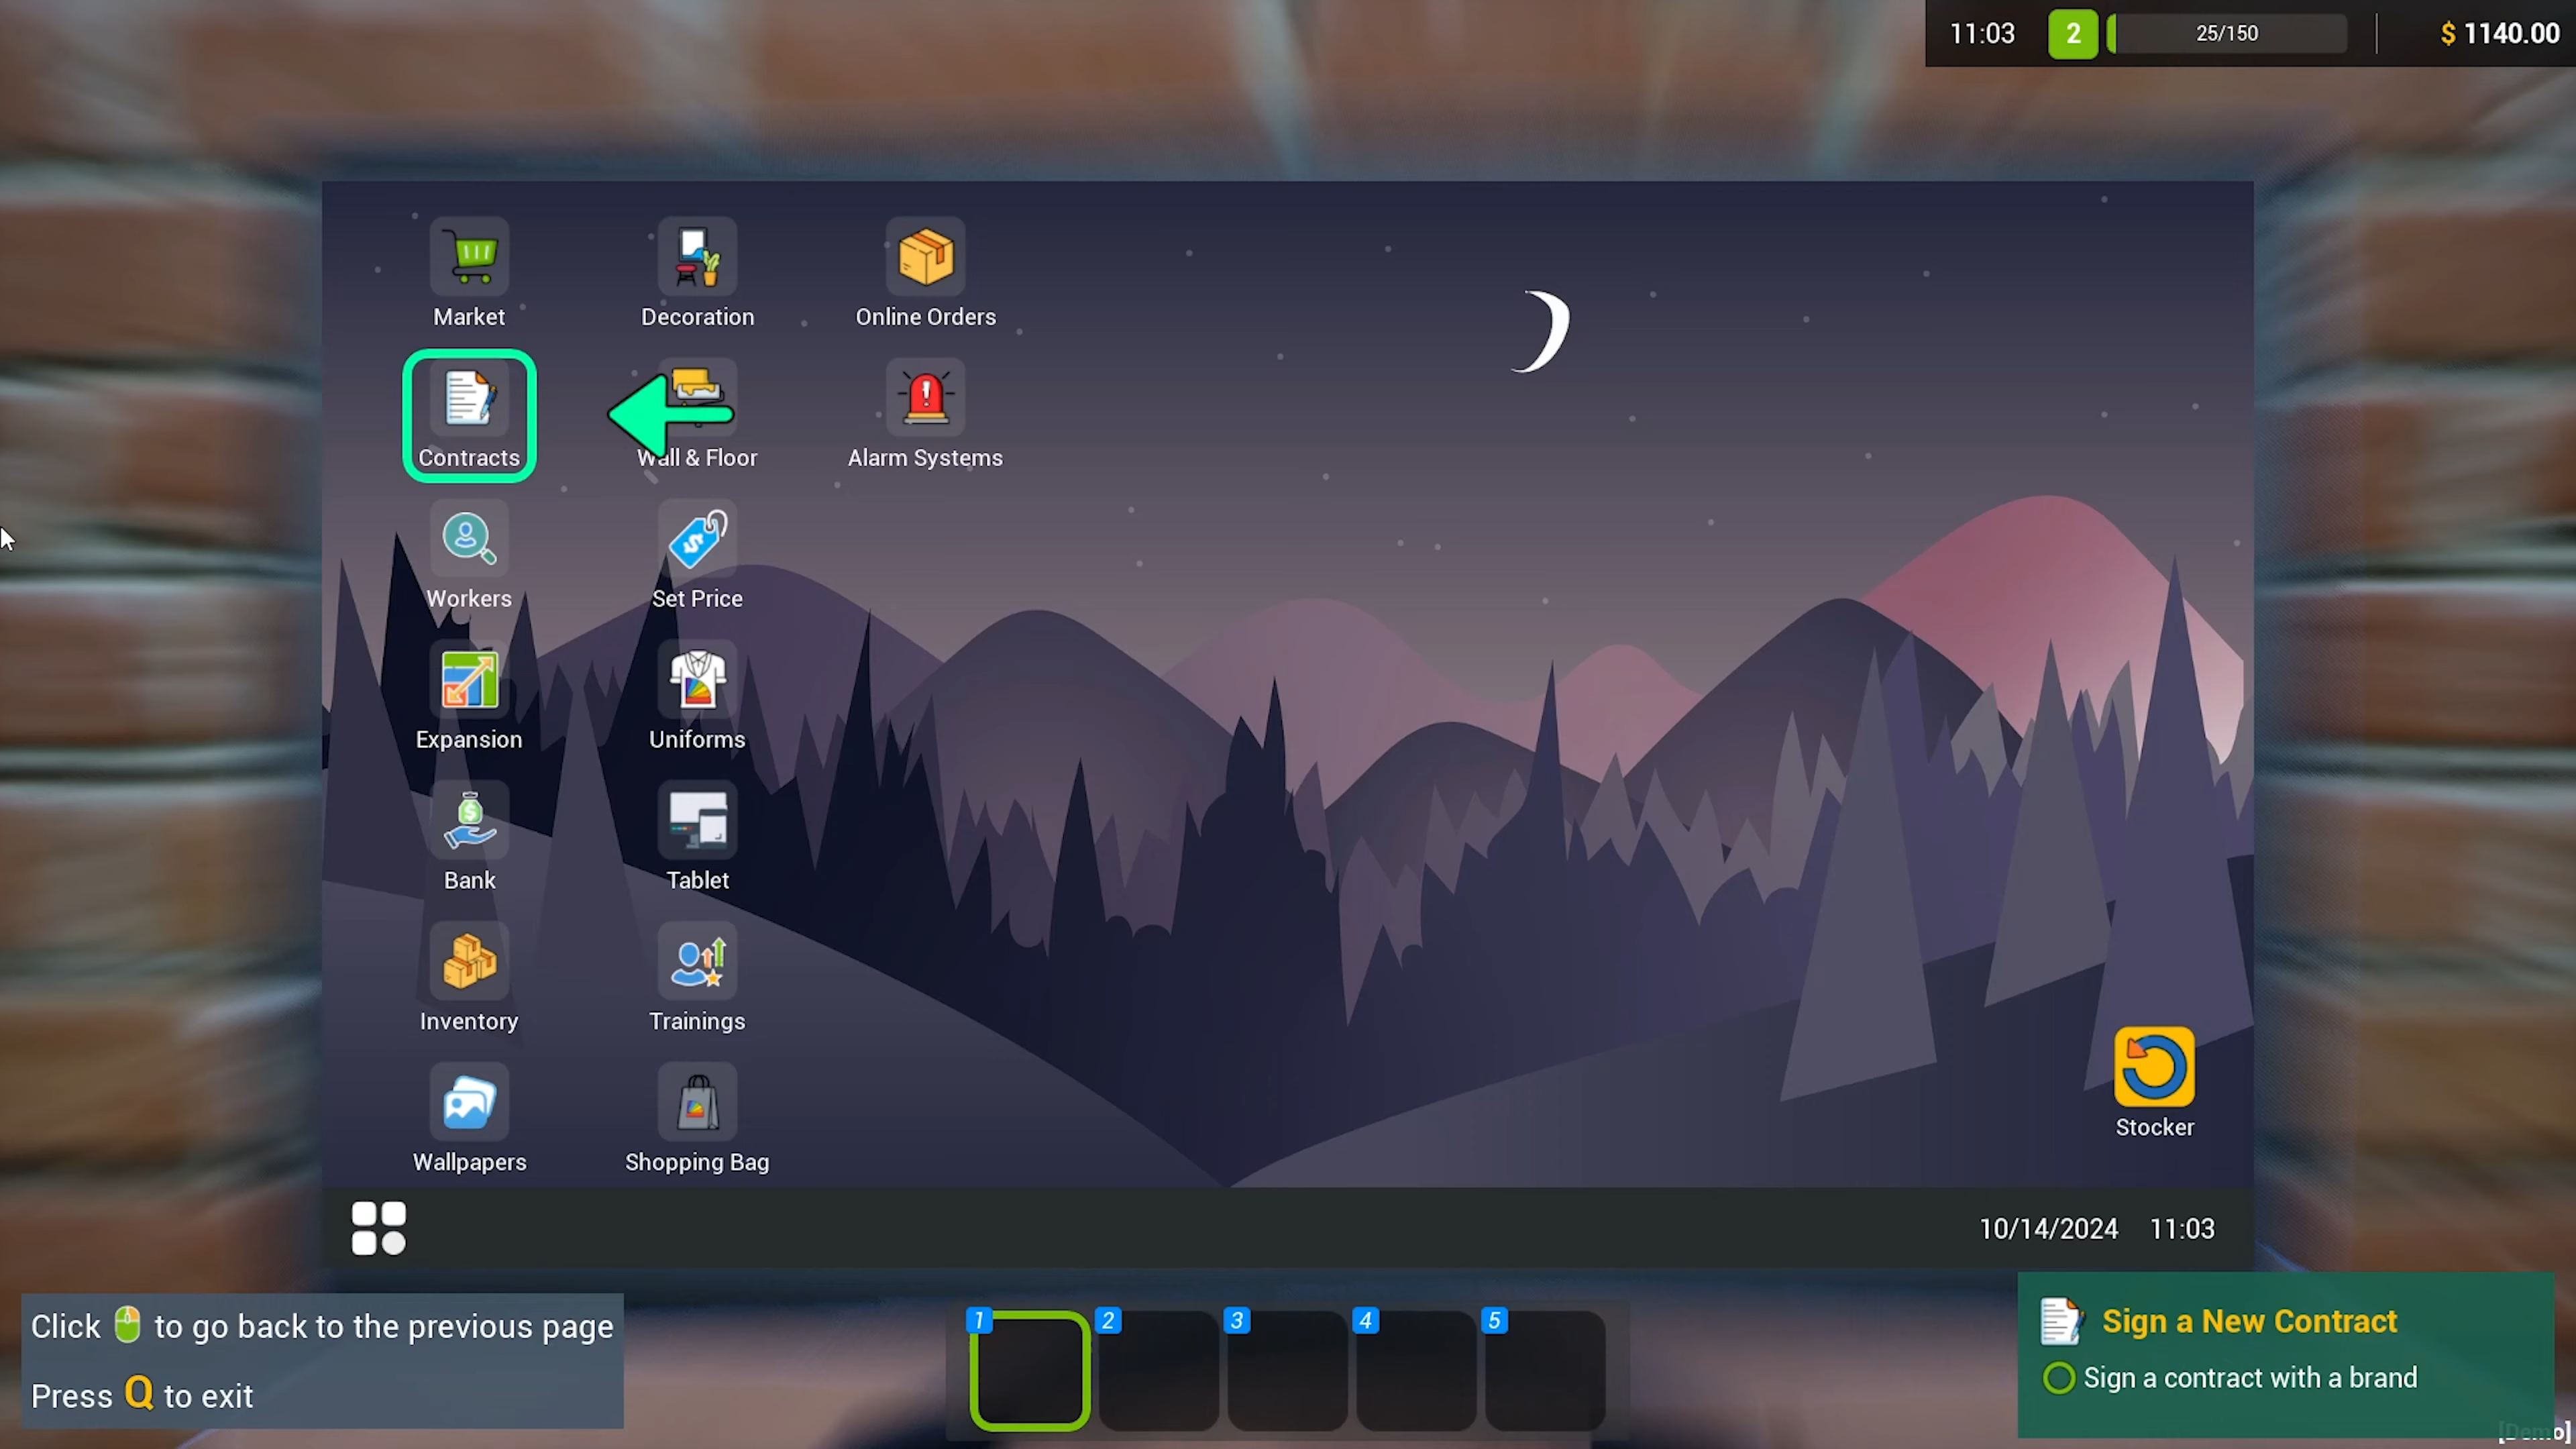 11:03
2
25/150
$ 1140.00
Market
Decoration
Online Orders
Contracts
Wall & Floor
Alarm Systems
Workers
Set Price
Expansion
Uniforms
Bank
Tablet
Inventory
Trainings
Wallpapers
Shopping Bag
Stocker
10/14/2024 11:03
Click to go back to the previous page
Press Q to exit
1
2
3
4
5
Sign a New Contract
Sign a contract with a brand
[Demo]